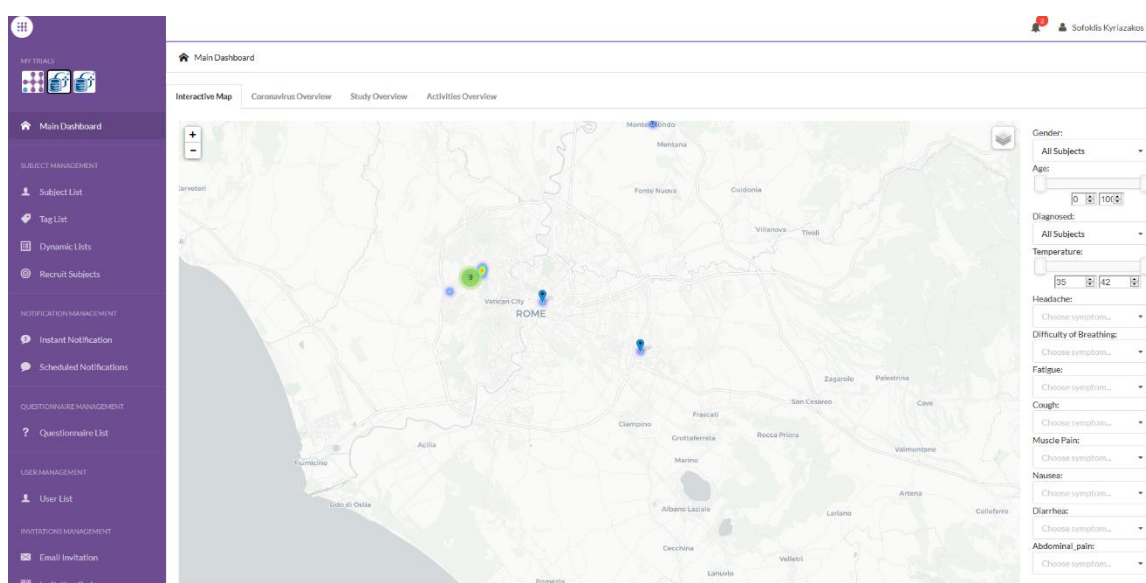 2
Sofoklis Kyriazakos
MY TRIALS
Main Dashboard
SUBJECT MANAGEMENT
Subject List
Tag List
Dynamic Lists
Recruit Subjects
NOTIFICATION MANAGEMENT
Instant Notification
Scheduled Notifications
QUESTIONNAIRE MANAGEMENT
? Questionnaire List
USER MANAGEMENT
User List
INVITATIONS MANAGEMENT
Email Invitation
Main Dashboard
Interactive Map Coronavirus Overview Study Overview Activities Overview
+
-
Mentana
Cerveteri
Fonte Nuova
Guidonia
Villanova
Tivoli
Vatican City
ROME
Zagarolo
Palestrina
San Cesareo
Cave
Frascati
Ciampino
Grottaferrata
Rocca Priora
Acilia
Valmontone
Fiumicino
Marino
Artena
Lido di Ostia
Albano Laziale
Lariano
Colleferro
Cecchina
Velletri
Lanuvio
Pomezia
Gender:
All Subjects
Age:
0 100
Diagnosed:
All Subjects
Temperature:
35 42
Headache:
Choose symptom...
Difficulty of Breathing:
Choose symptom...
Fatigue:
Choose symptom...
Cough:
Choose symptom...
Muscle Pain:
Choose symptom...
Nausea:
Choose symptom...
Diarrhea:
Choose symptom...
Abdominal_pain:
Choose symptom...